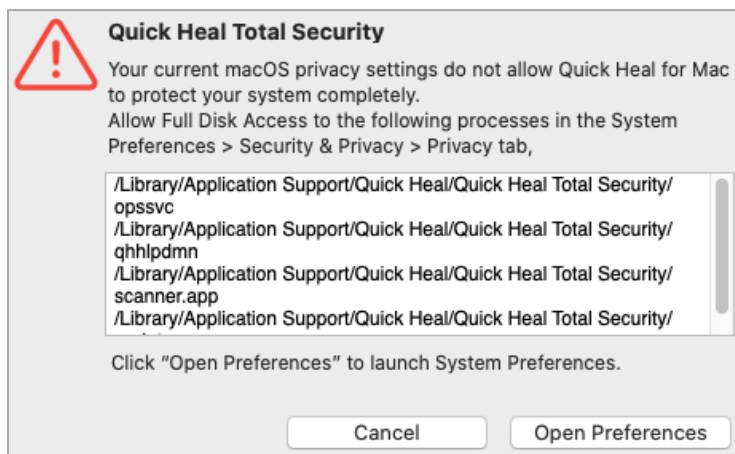 Quick Heal Total Security
Your current macOS privacy settings do not allow Quick Heal for Mac
to protect your system completely.
Allow Full Disk Access to the following processes in the System
Preferences > Security & Privacy > Privacy tab,
/Library/Application Support/Quick Heal/Quick Heal Total Security/
opssvc
/Library/Application Support/Quick Heal/Quick Heal Total Security/
qhhlpdmn
/Library/Application Support/Quick Heal/Quick Heal Total Security/
scanner.app
/Library/Application Support/Quick Heal/Quick Heal Total Security/
Click “Open Preferences” to launch System Preferences.
Cancel
Open Preferences